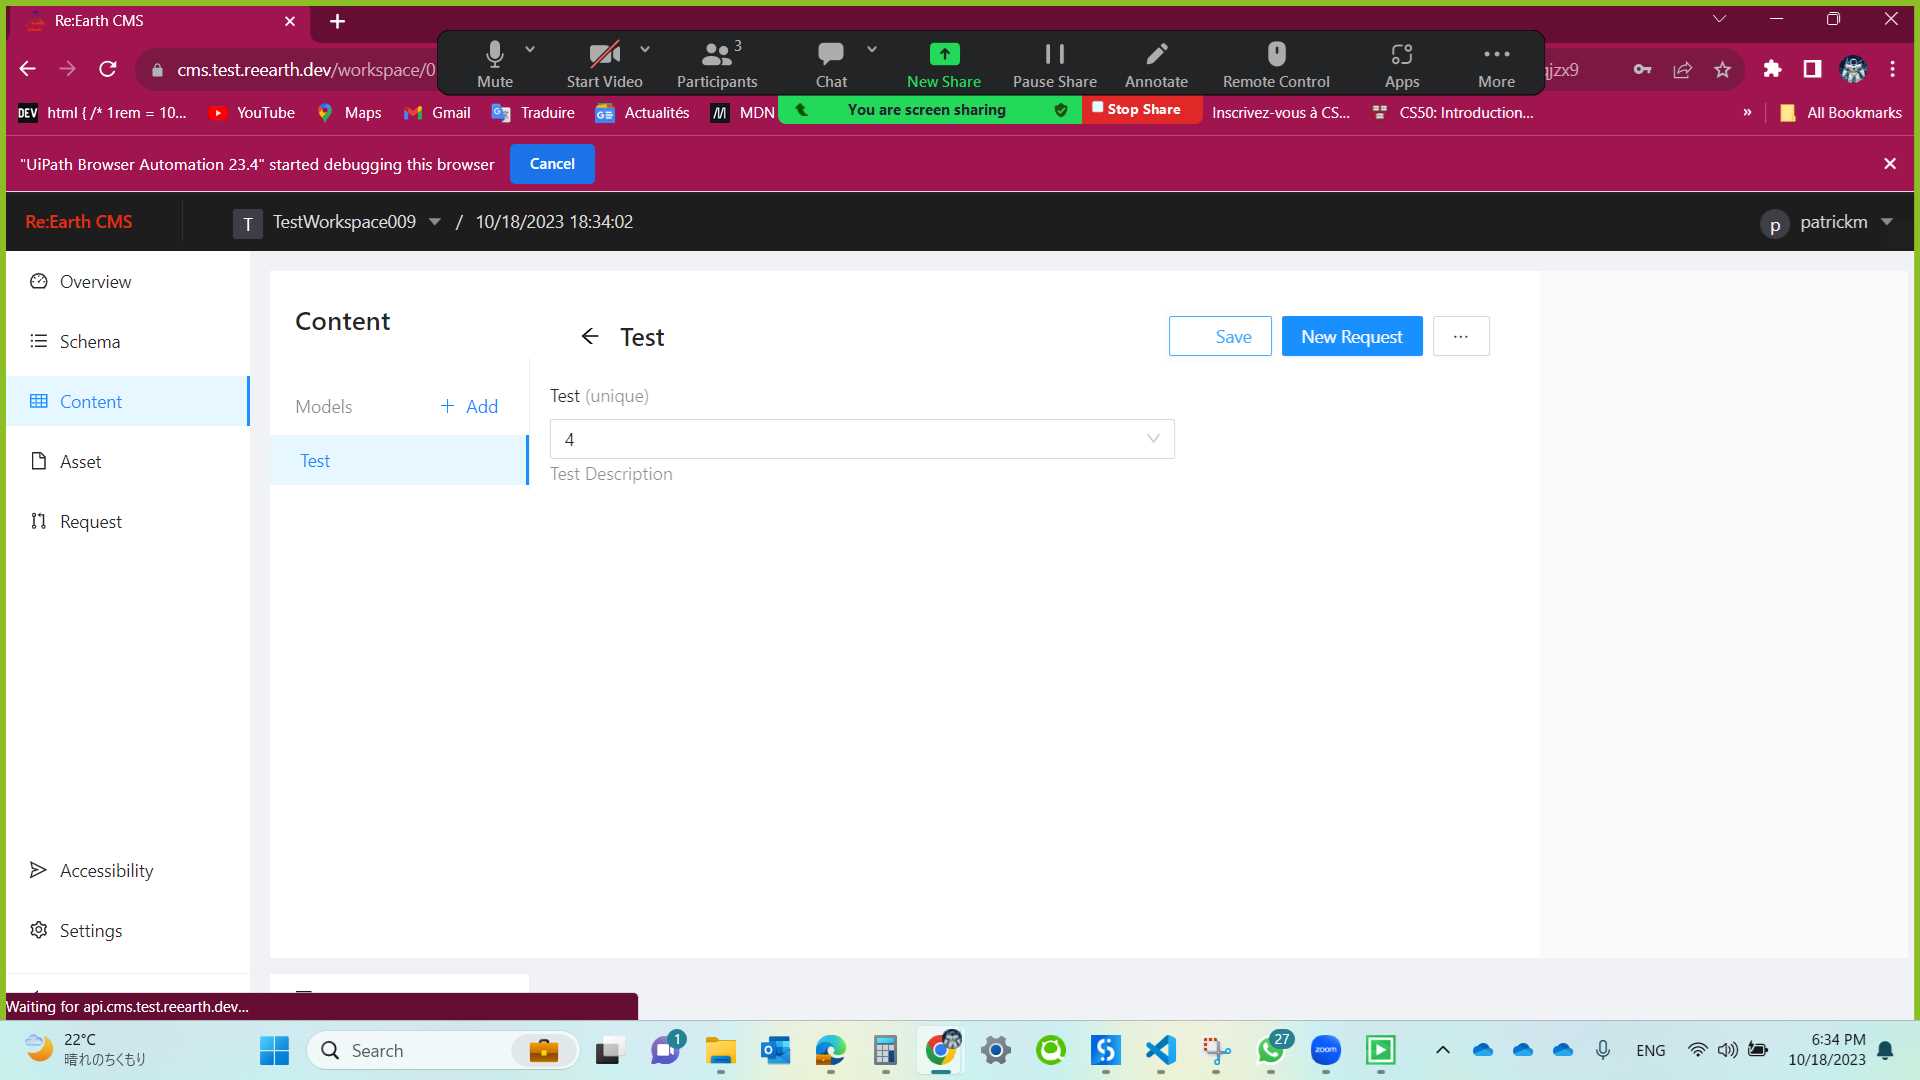 Re:Earth CMS
cms.test.reearth.dev/workspace/0
jzx9
Mute
Start Video
3
Participants
Chat
New Share
Pause Share
Annotate
Remote Control
Apps
More
You are screen sharing
Stop Share
DEV html { /* 1rem = 10...
YouTube
Maps
Gmail
Traduire
Actualités
MDN
Inscrivez-vous à CS...
CS50: Introduction...
»
All Bookmarks
"UiPath Browser Automation 23.4" started debugging this browser
Cancel
Re:Earth CMS
T TestWorkspace009 / 10/18/2023 18:34:02
p patrickm
Overview
Schema
Content
Asset
Request
Accessibility
Settings
Content
Models
+ Add
Test
Test
Save
New Request
...
Test (unique)
4
Test Description
Waiting for api.cms.test.reearth.dev...
22°C
晴れのちくもり
Search
1
27
zoom
ENG
6:34 PM
10/18/2023